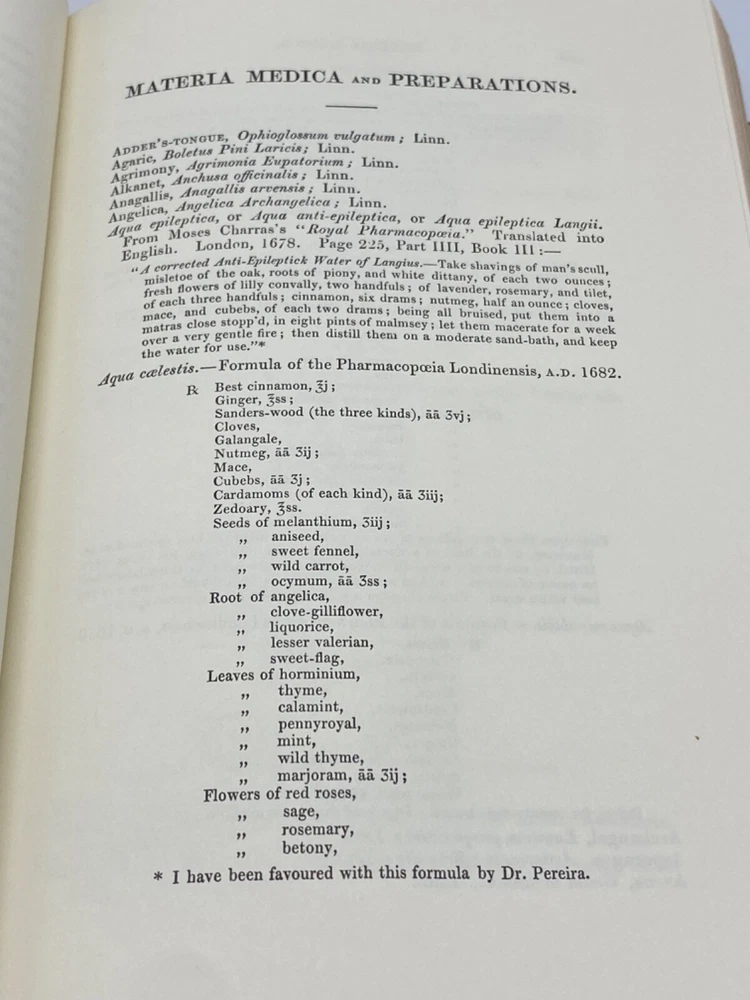 MATERIA MEDICA AND PREPARATIONS.
ADDER'S-TONGUE, Ophioglossum vulgatum; Linn.
Agaric, Boletus Pini Laricis; Linn.
Agrimony, Agrimonia Eupatorium; Linn.
Alkanet, Anchusa officinalis; Linn.
Anagallis, Anagallis arvensis; Linn.
Angelica, Angelica Archangelica; Linn.
Aqua epileptica, or Aqua anti-epileptica, or Aqua epileptica Langii.
From Moses Charras's "Royal Pharmacopœia." Translated into
English. London, 1678. Page 225, Part IIII, Book III:—
"A corrected Anti-Epileptick Water of Langius.—Take shavings of man's scull,
misletoe of the oak, roots of piony, and white dittany, of each two ounces;
fresh flowers of lilly convally, two handfuls; of lavender, rosemary, and tilet,
of each three handfuls; cinnamon, six drams; nutmeg, half an ounce; cloves,
mace, and cubebs, of each two drams; being all bruised, put them into a
matras close stopp'd, in eight pints of malmsey; let them macerate for a week
over a very gentle fire; then distill them on a moderate sand-bath, and keep
the water for use."*
Aqua cœlestis.—Formula of the Pharmacopœia Londinensis, A.D. 1682.
℞ Best cinnamon, ℥j;
Ginger, ℥ss;
Sanders-wood (the three kinds), āā ʒvj;
Cloves,
Galangale,
Nutmeg, āā ʒij;
Mace,
Cubebs, āā ʒj;
Cardamoms (of each kind), āā ʒiij;
Zedoary, ℥ss.
Seeds of melanthium, ʒiij;
„ aniseed,
„ sweet fennel,
„ wild carrot,
„ ocymum, āā ʒss;
Root of angelica,
„ clove-gilliflower,
„ liquorice,
„ lesser valerian,
„ sweet-flag,
Leaves of horminium,
„ thyme,
„ calamint,
„ pennyroyal,
„ mint,
„ wild thyme,
„ marjoram, āā ʒij;
Flowers of red roses,
„ sage,
„ rosemary,
„ betony,
* I have been favoured with this formula by Dr. Pereira.